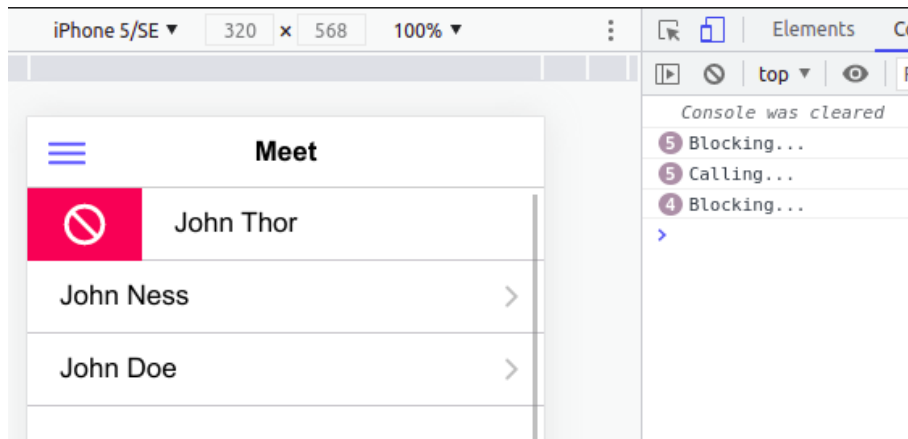 iPhone 5/SE ▼ 320 × 568 100% ▼
Elements
top ▼
Console was cleared
5 Blocking...
5 Calling...
4 Blocking...
>
Meet
John Thor
John Ness
John Doe